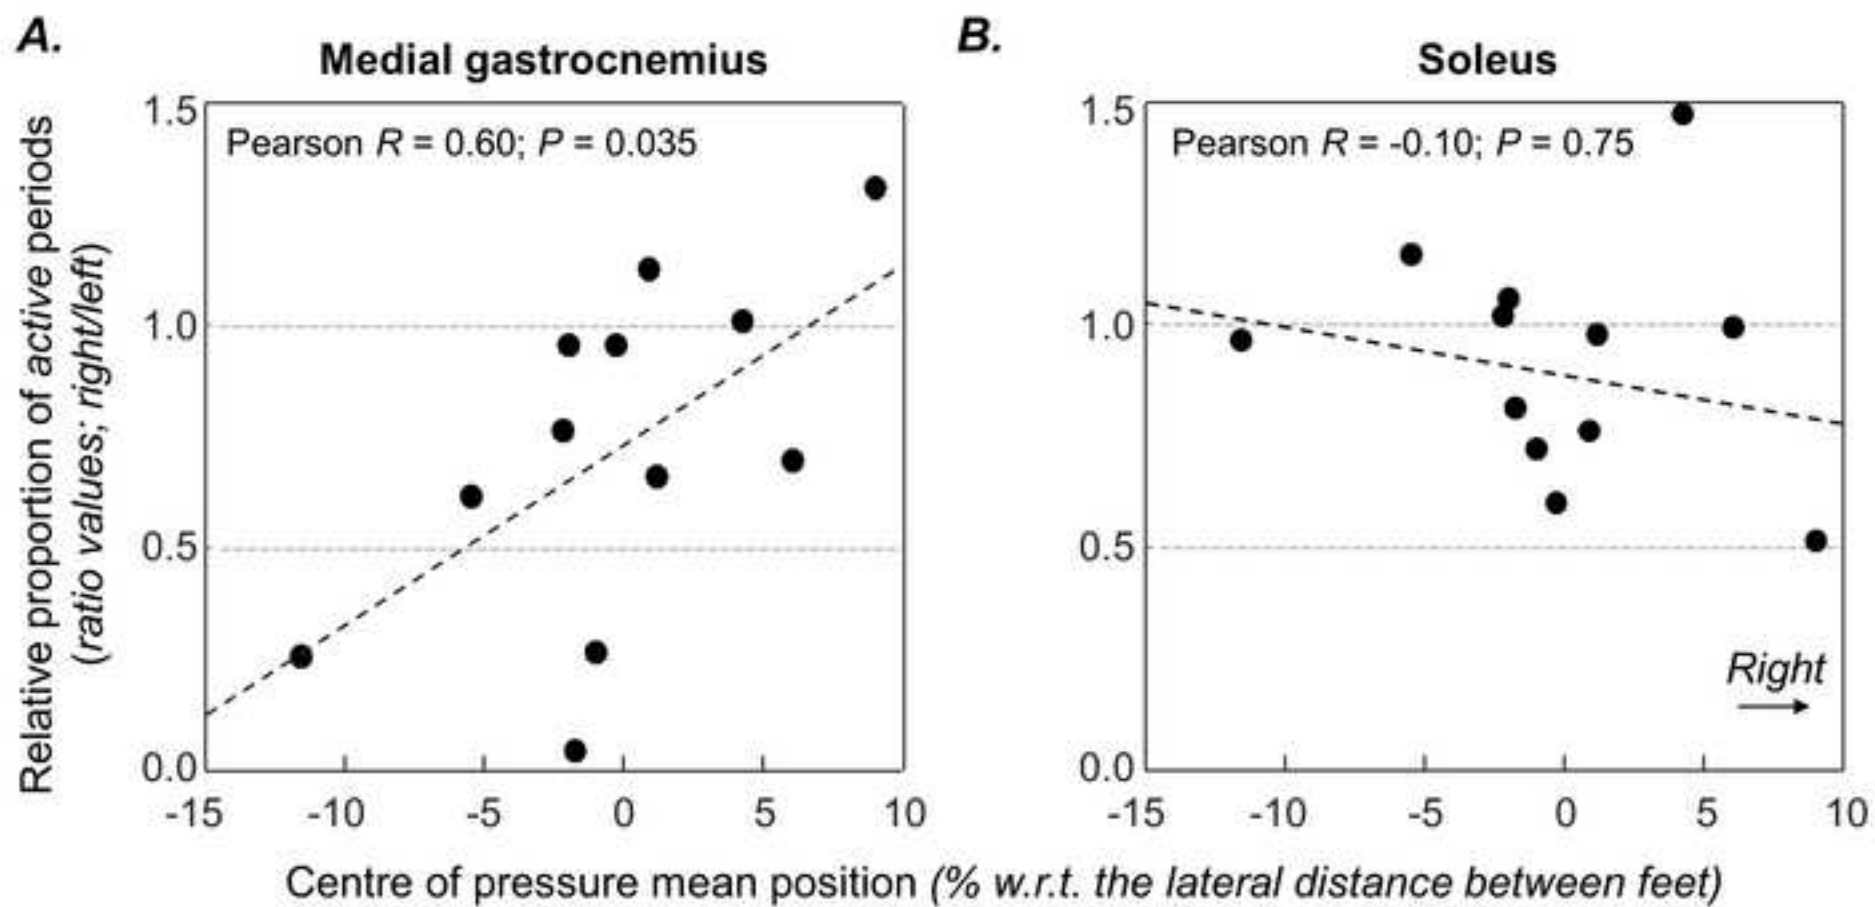 A.
Medial gastrocnemius
Relative proportion of active periods
(ratio values; right/left)
1.5
1.0
0.5
0.0
Pearson R = 0.60; P = 0.035
-15 -10 -5 0 5 10
B.
Soleus
1.5
1.0
0.5
0.0
Pearson R = -0.10; P = 0.75
Right
-15 -10 -5 0 5 10
Centre of pressure mean position (% w.r.t. the lateral distance between feet)